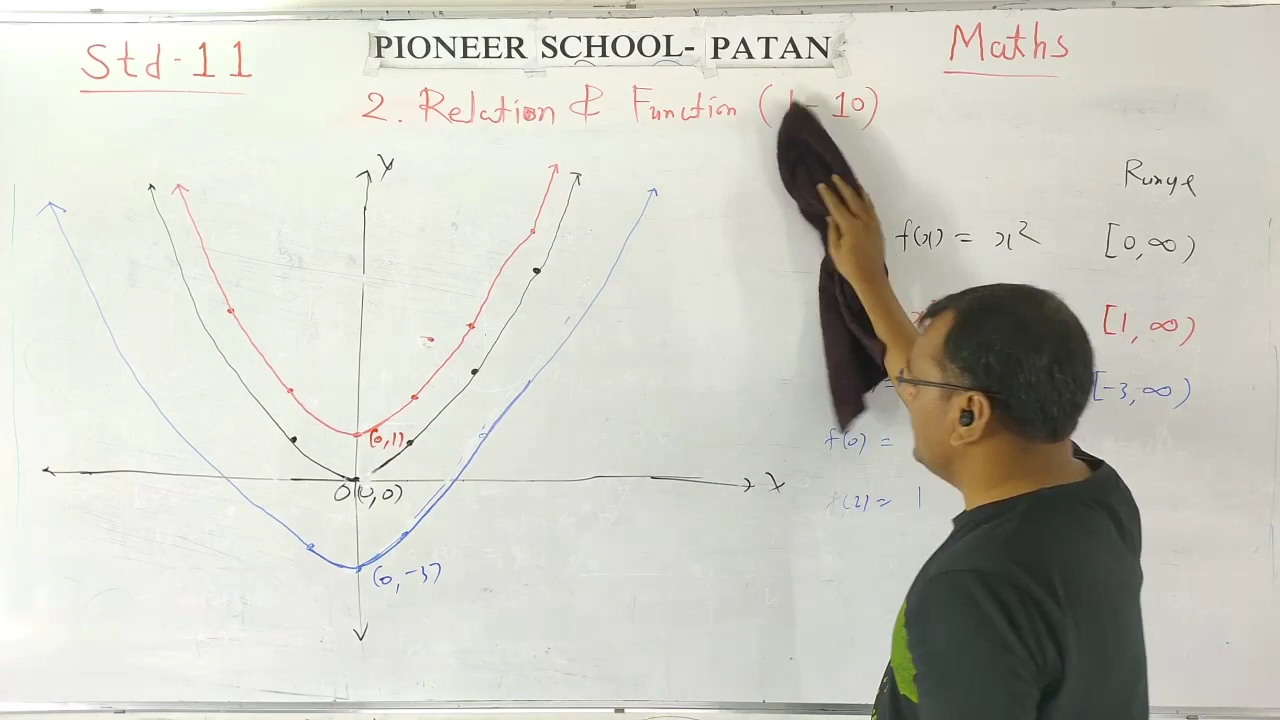 Std-11
PIONEER SCHOOL- PATAN
Maths
2. Relation & Function ( - 10)
Y
Range
f(x) = x² [0, ∞)
[1, ∞)
[-3, ∞)
(0, 1)
f(0) =
X
O (0, 0)
f(2) = 1
(0, -3)